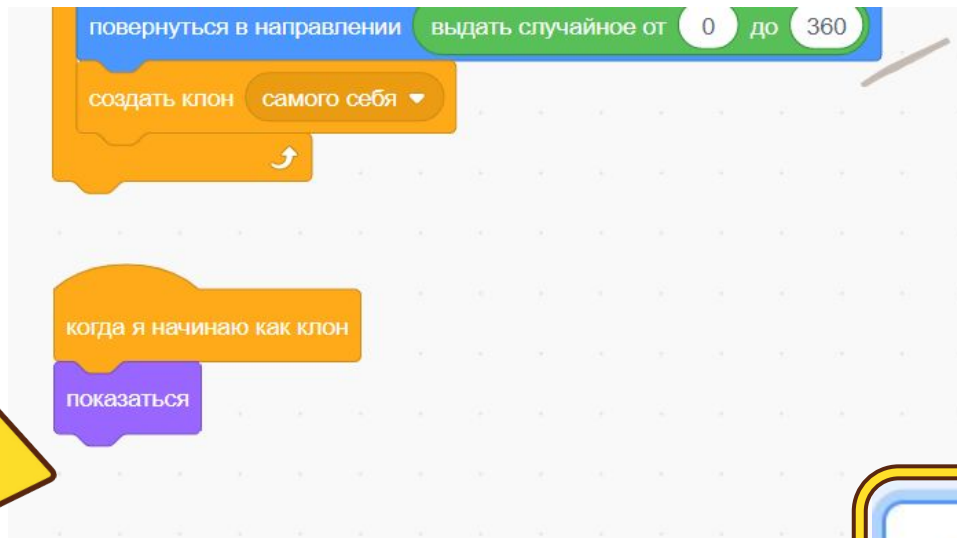 повернуться в направлении выдать случайное от 0 до 360
создать клон самого себя
когда я начинаю как клон
показаться